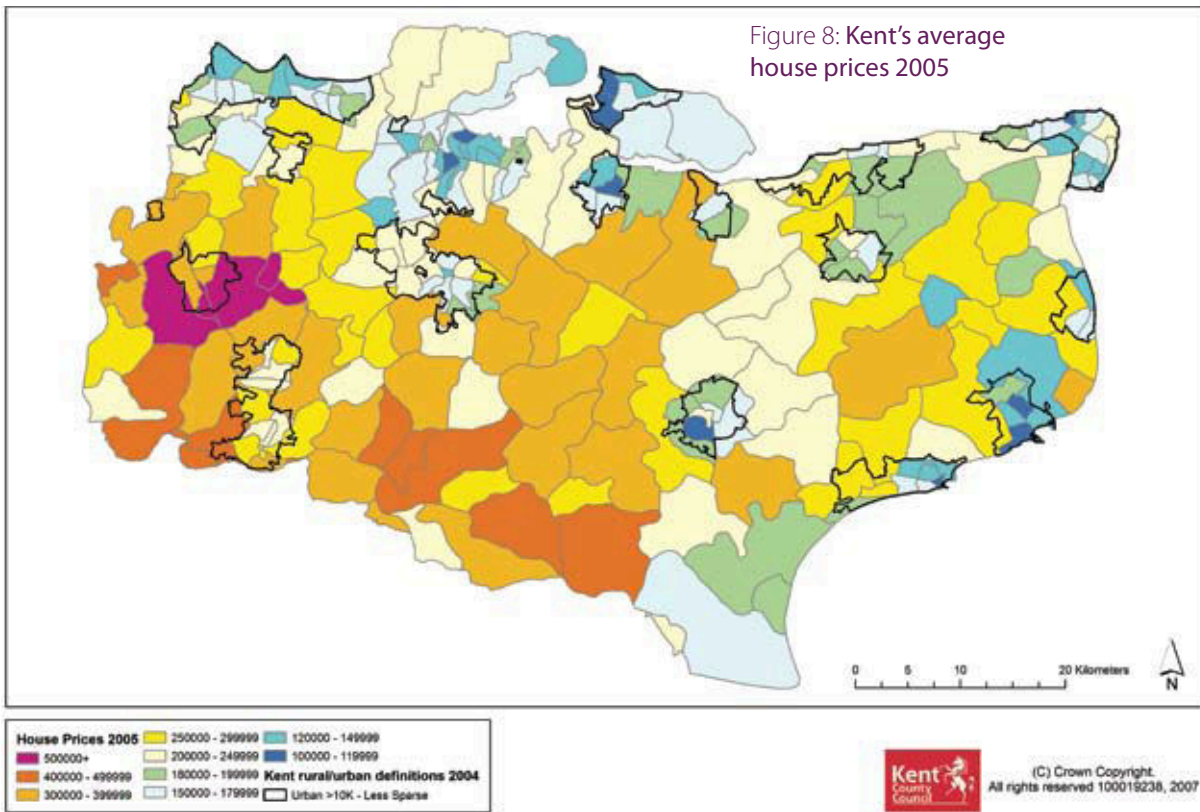 Figure 8: Kent's average
house prices 2005
0 5 10 20 Kilometers
N
House Prices 2005
500000+
400000 - 499999
300000 - 399999
250000 - 299999
200000 - 249999
180000 - 199999
150000 - 179999
120000 - 149999
100000 - 119999
Kent rural/urban definitions 2004
Urban >10K - Less Sparse
Kent
County
Council
(C) Crown Copyright.
All rights reserved 100019238, 2007